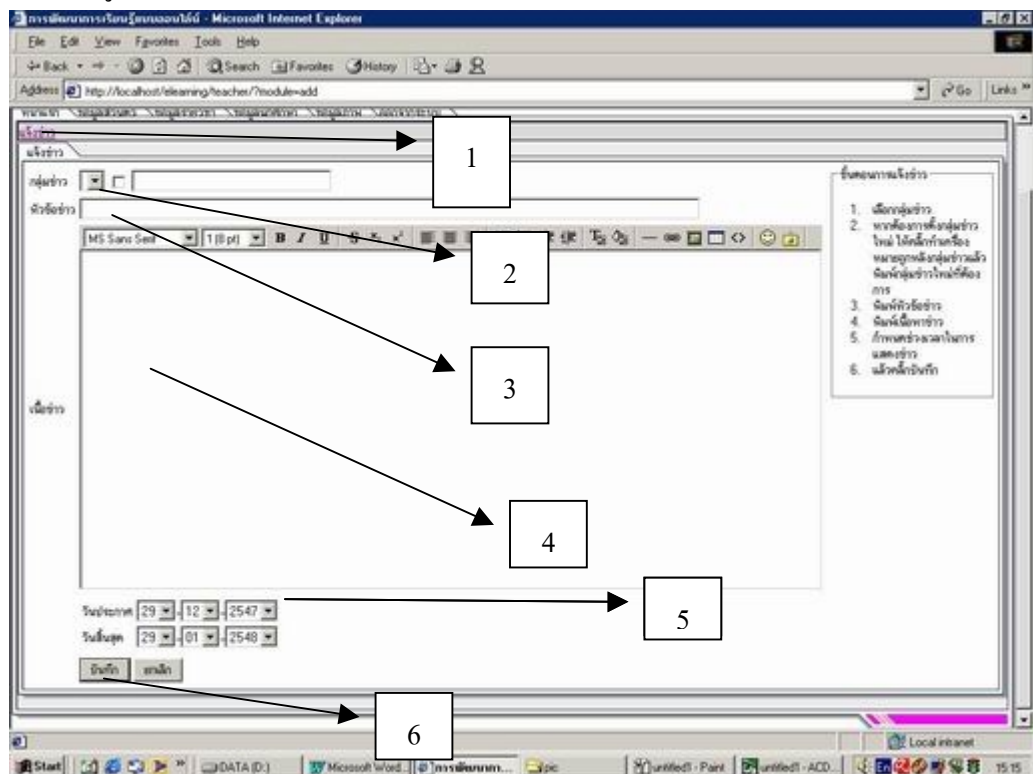 การพัฒนาการเรียนรู้แบบออนไลน์ - Microsoft Internet Explorer
File Edit View Favorites Tools Help
Back Search Favorites History
Address http://localhost/elearning/teacher/?module=add Go Links »
แจ้งข่าว
1
แจ้งข่าว
กลุ่มข่าว
หัวข้อข่าว
MS Sans Serif 1 (8 pt) B I U S
2
3
เนื้อข่าว
4
วันประกาศ 29 - 12 - 2547
5
วันสิ้นสุด 29 - 01 - 2548
บันทึก ยกเลิก
6
ขั้นตอนการแจ้งข่าว
1. เลือกกลุ่มข่าว
2. หากต้องการตั้งกลุ่มข่าว
ใหม่ ให้คลิ๊กทำเครื่อง
หมายถูกหลังกลุ่มข่าวแล้ว
พิมพ์กลุ่มข่าวใหม่ที่ต้อง
การ
3. พิมพ์หัวข้อข่าว
4. พิมพ์เนื้อหาข่าว
5. กำหนดช่วงเวลาในการ
แสดงข่าว
6. แล้วคลิ๊กบันทึก
Local intranet
Start DATA (D:) Microsoft Word... การพัฒนาก... pic untitled1 - Paint untitled1 - ACD... En 15:15